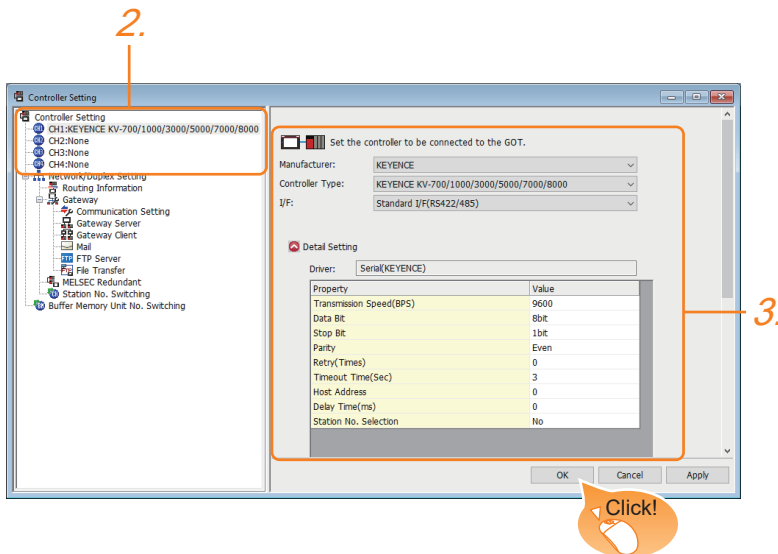 2.
Controller Setting
Controller Setting
CH1:KEYENCE KV-700/1000/3000/5000/7000/8000
CH2:None
CH3:None
CH4:None
Network/Duplex Setting
Routing Information
Gateway
Communication Setting
Gateway Server
Gateway Client
Mail
FTP Server
File Transfer
MELSEC Redundant
Station No. Switching
Buffer Memory Unit No. Switching
Set the controller to be connected to the GOT.
Manufacturer: KEYENCE
Controller Type: KEYENCE KV-700/1000/3000/5000/7000/8000
I/F: Standard I/F(RS422/485)
Detail Setting
Driver: Serial(KEYENCE)
Property Value
Transmission Speed(BPS) 9600
Data Bit 8bit
Stop Bit 1bit
Parity Even
Retry(Times) 0
Timeout Time(Sec) 3
Host Address 0
Delay Time(ms) 0
Station No. Selection No
3.
OK Cancel Apply
Click!